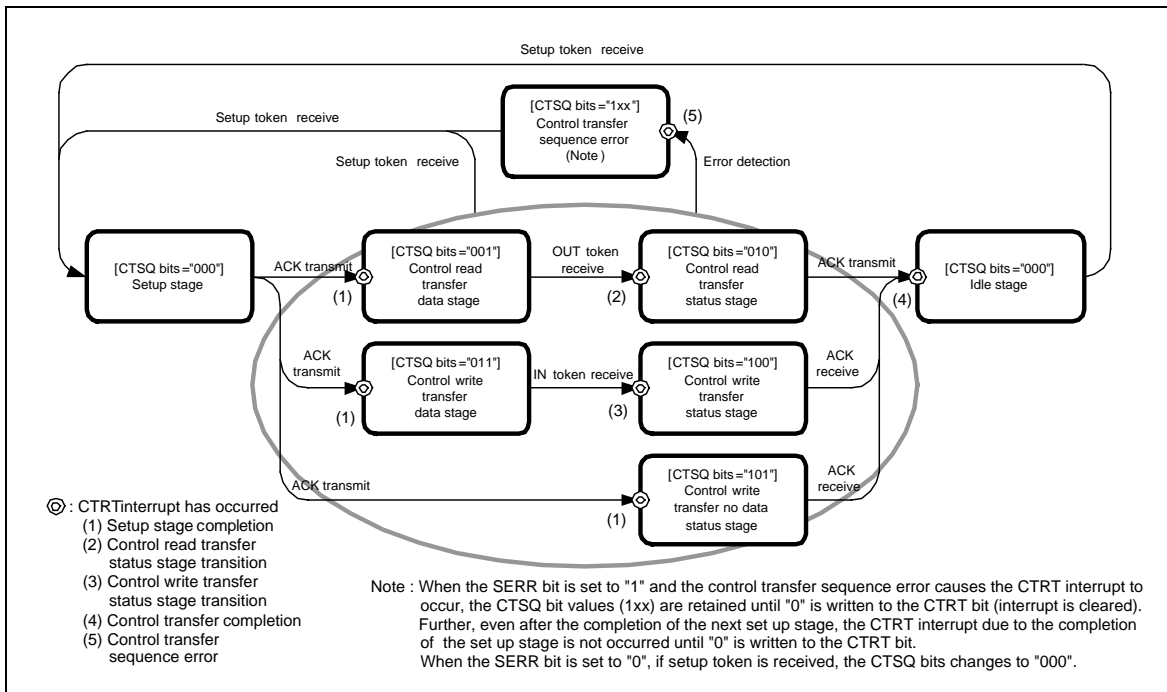 Setup token receive
[CTSQ bits="1xx"]
Control transfer
sequence error
(Note)
(5)
Setup token receive
Setup token receive
Error detection
[CTSQ bits="000"]
Setup stage
ACK transmit
(1)
[CTSQ bits="001"]
Control read
transfer
data stage
OUT token
receive
(2)
[CTSQ bits="010"]
Control read
transfer
status stage
ACK transmit
(4)
[CTSQ bits="000"]
Idle stage
ACK
transmit
(1)
[CTSQ bits="011"]
Control write
transfer
data stage
IN token receive
(3)
[CTSQ bits="100"]
Control write
transfer
status stage
ACK
receive
ACK transmit
(1)
[CTSQ bits="101"]
Control write
transfer no data
status stage
ACK
receive
: CTRTinterrupt has occurred
(1) Setup stage completion
(2) Control read transfer
status stage transition
(3) Control write transfer
status stage transition
(4) Control transfer completion
(5) Control transfer
sequence error
Note : When the SERR bit is set to "1" and the control transfer sequence error causes the CTRT interrupt to
occur, the CTSQ bit values (1xx) are retained until "0" is written to the CTRT bit (interrupt is cleared).
Further, even after the completion of the next set up stage, the CTRT interrupt due to the completion
of the set up stage is not occurred until "0" is written to the CTRT bit.
When the SERR bit is set to "0", if setup token is received, the CTSQ bits changes to "000".